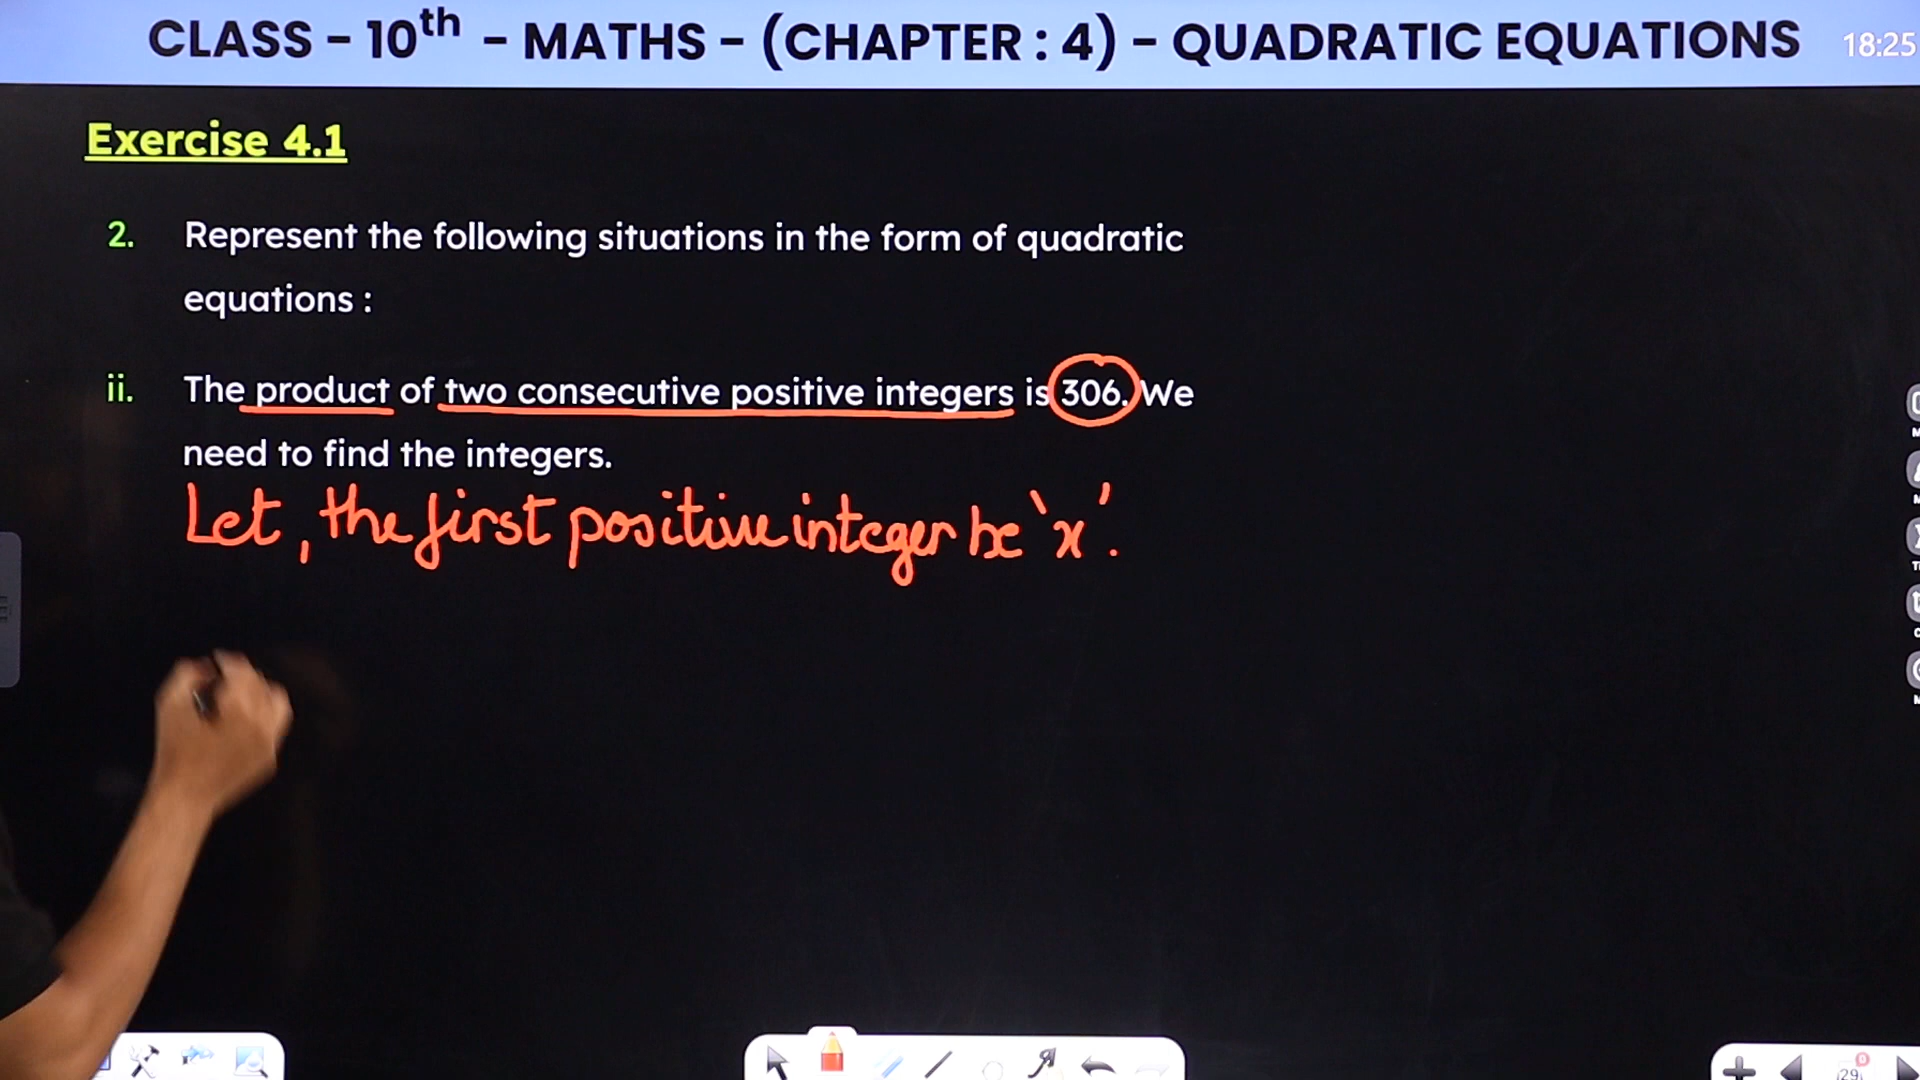 CLASS - 10th - MATHS - (CHAPTER : 4) - QUADRATIC EQUATIONS
18:25
Exercise 4.1
2. Represent the following situations in the form of quadratic
equations :
ii. The product of two consecutive positive integers is 306. We
need to find the integers.
Let, the first positive integer be 'x'.
29